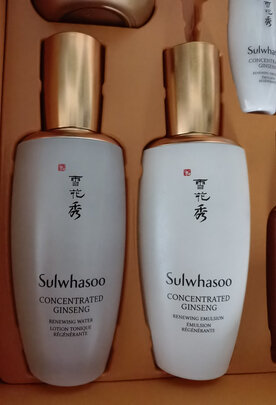 雪
花
秀
Sulwhasoo
CONCENTRATED
GINSENG
RENEWING WATER
LOTION TONIQUE
RÉGÉNÉRANTE
雪
花
秀
Sulwhasoo
CONCENTRATED
GINSENG
RENEWING EMULSION
ÉMULSION
RÉGÉNÉRANTE
Sulwhasoo